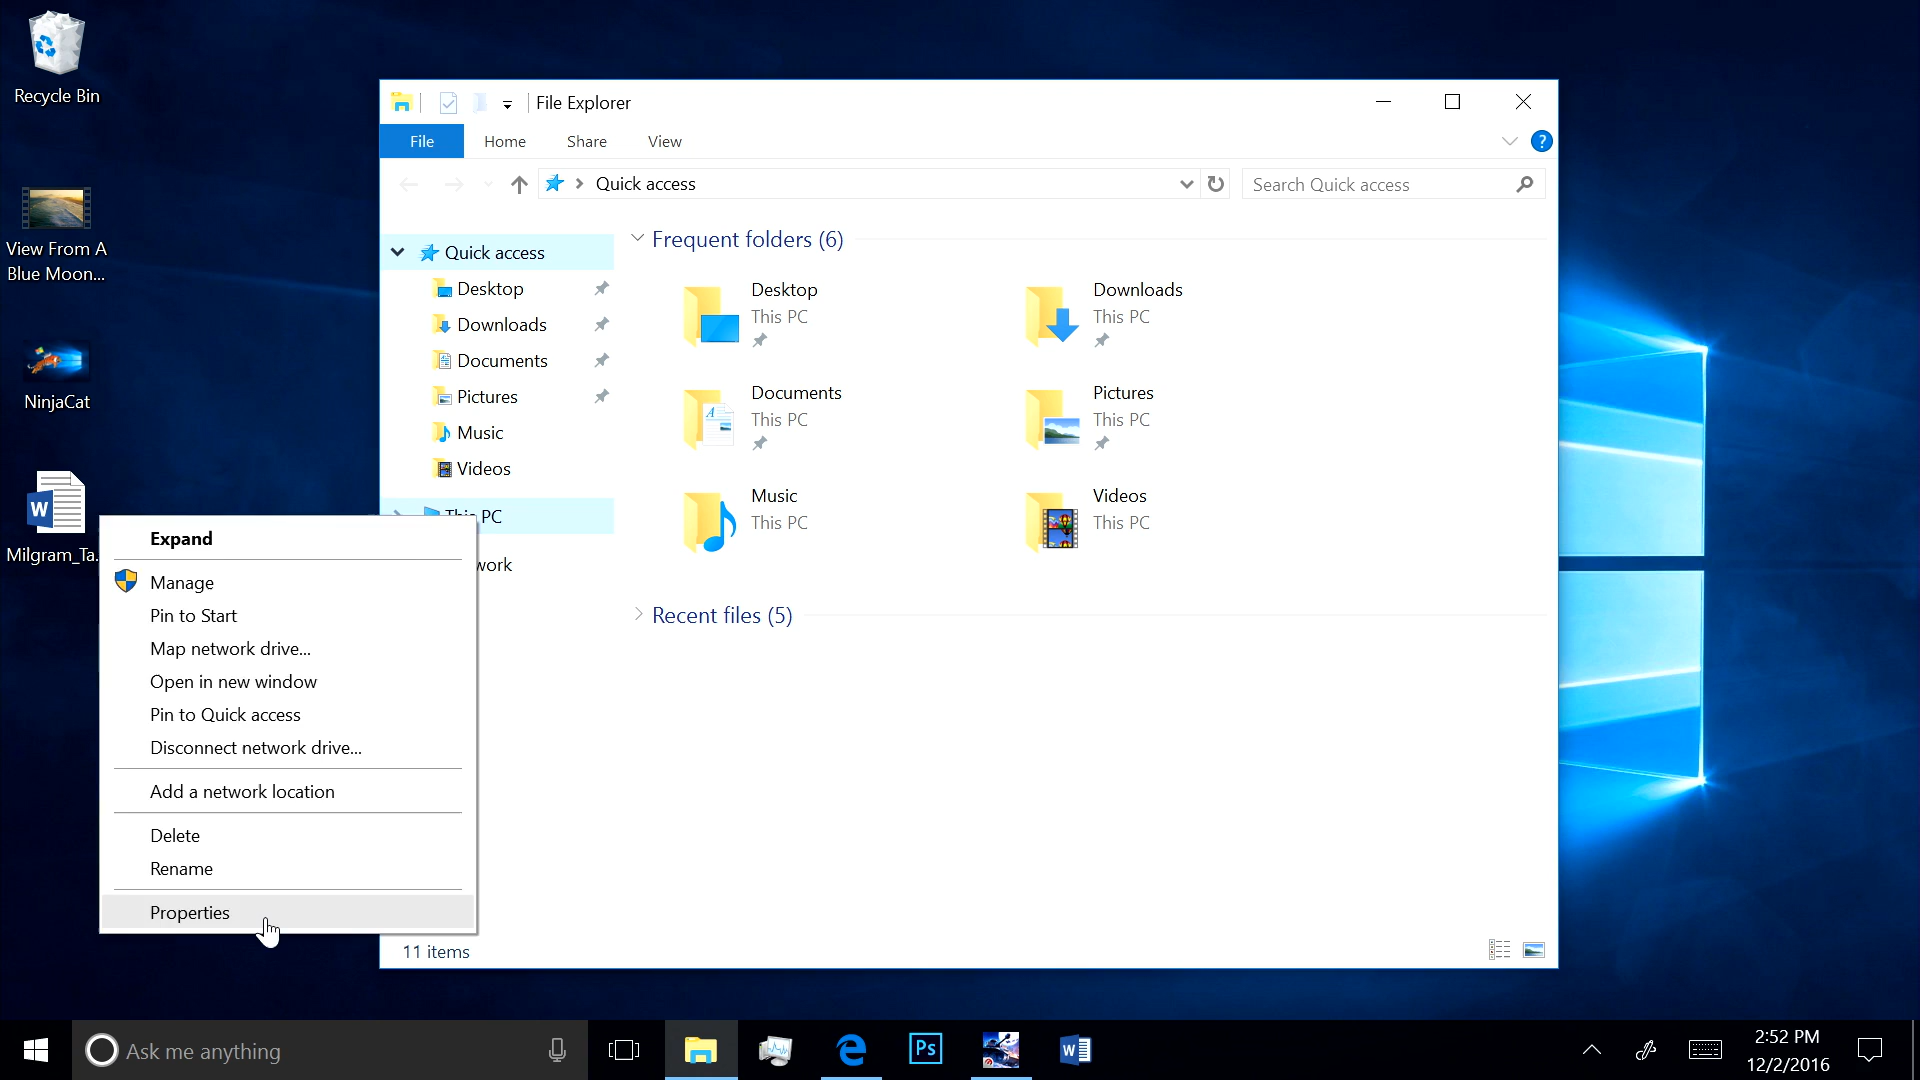 Recycle Bin
View From A
Blue Moon...
NinjaCat
W
Milgram_Ta.
File Explorer
File Home Share View
?
Quick access
Search Quick access
Quick access
Desktop
Downloads
Documents
Pictures
Music
Videos
This PC
work
Frequent folders (6)
Desktop
This PC
Downloads
This PC
Documents
This PC
Pictures
This PC
Music
This PC
Videos
This PC
Recent files (5)
11 items
Expand
Manage
Pin to Start
Map network drive...
Open in new window
Pin to Quick access
Disconnect network drive...
Add a network location
Delete
Rename
Properties
Ask me anything
Ps
W
2:52 PM
12/2/2016